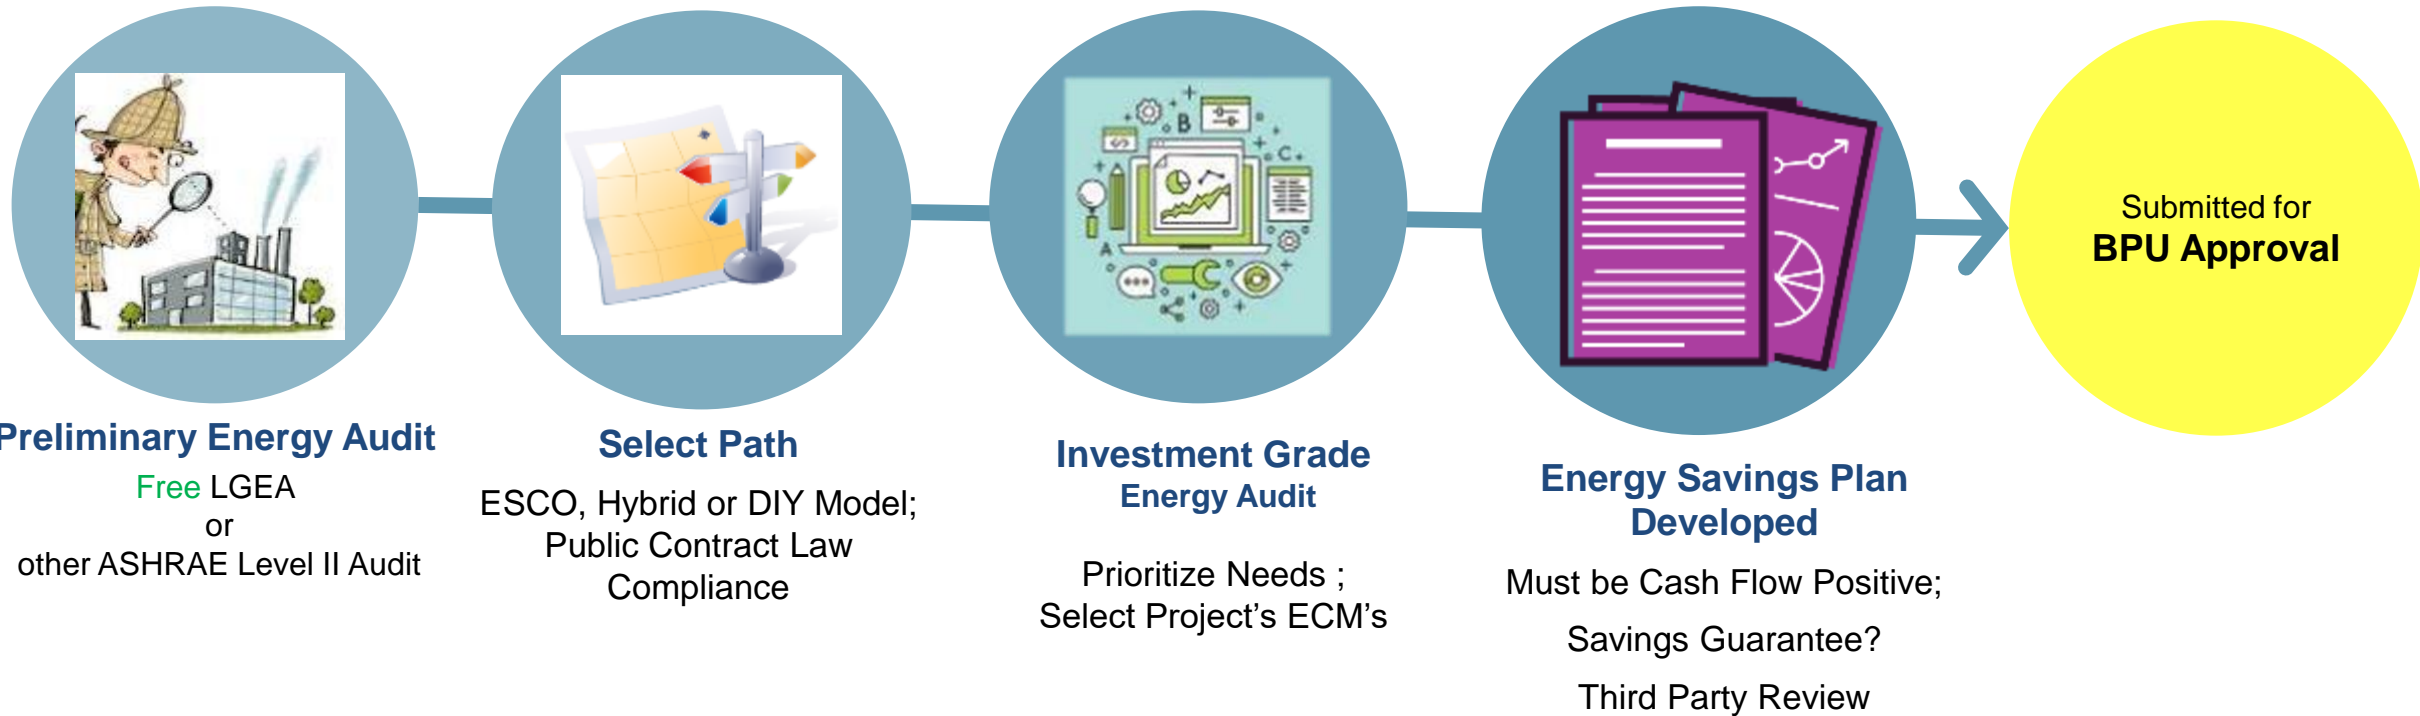 Preliminary Energy Audit
Free LGEA
or
other ASHRAE Level II Audit
Select Path
ESCO, Hybrid or DIY Model;
Public Contract Law
Compliance
B
C
A
Investment Grade
Energy Audit
Prioritize Needs ;
Select Project’s ECM’s
Energy Savings Plan
Developed
Must be Cash Flow Positive;
Savings Guarantee?
Third Party Review
Submitted for
BPU Approval